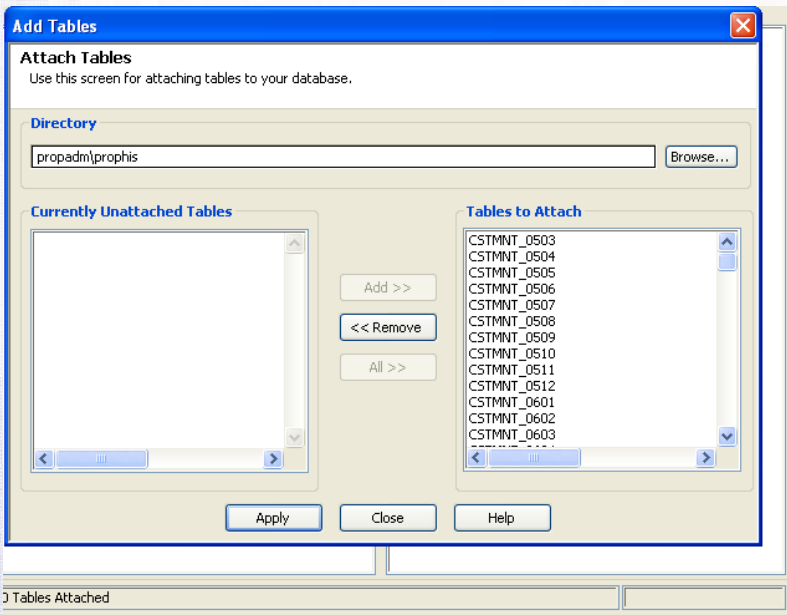 Add Tables
Attach Tables
Use this screen for attaching tables to your database.
Directory
propadm\prophis
Browse...
Currently Unattached Tables
Tables to Attach
CSTMNT_0503
CSTMNT_0504
CSTMNT_0505
CSTMNT_0506
CSTMNT_0507
CSTMNT_0508
CSTMNT_0509
CSTMNT_0510
CSTMNT_0511
CSTMNT_0512
CSTMNT_0601
CSTMNT_0602
CSTMNT_0603
Add >>
<< Remove
All >>
Apply
Close
Help
Tables Attached